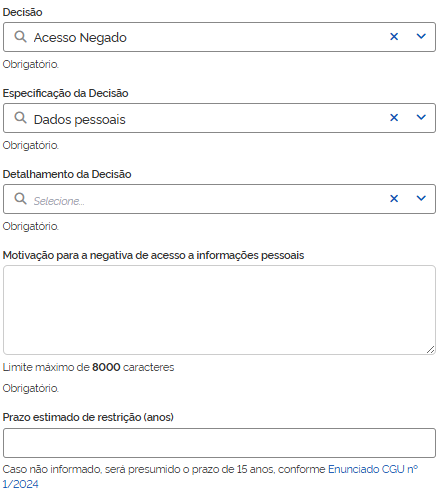 Decisão
Acesso Negado
Obrigatório.
Especificação da Decisão
Dados pessoais
Obrigatório.
Detalhamento da Decisão
Selecione...
Obrigatório.
Motivação para a negativa de acesso a informações pessoais
Limite máximo de 8000 caracteres
Obrigatório.
Prazo estimado de restrição (anos)
Caso não informado, será presumido o prazo de 15 anos, conforme Enunciado CGU nº
1/2024